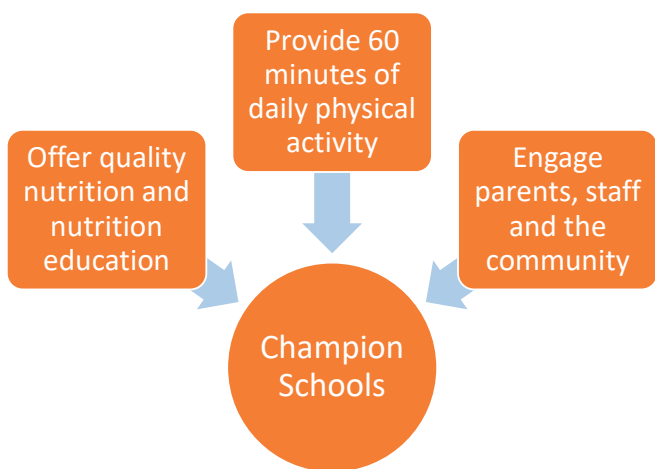 Provide 60
minutes of
daily physical
activity
Offer quality
nutrition and
nutrition
education
Engage
parents, staff
and the
community
Champion
Schools